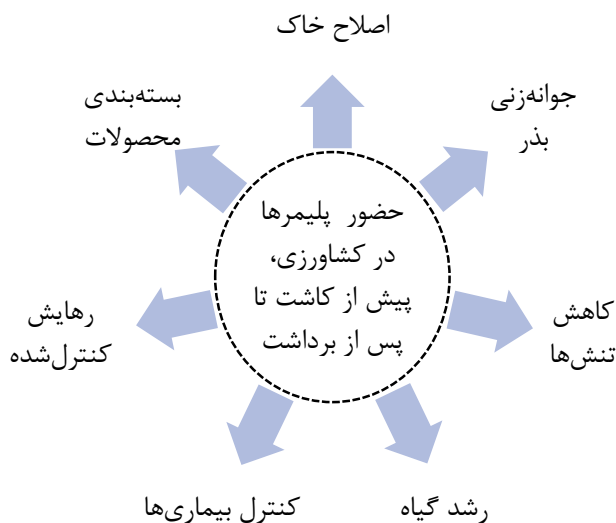 اصلاح خاک
جوانه‌زنی
بذر
کاهش
تنش‌ها
رشد گیاه
کنترل بیماری‌ها
رهایش
کنترل‌شده
بسته‌بندی
محصولات
حضور پلیمرها
در کشاورزی،
پیش از کاشت تا
پس از برداشت